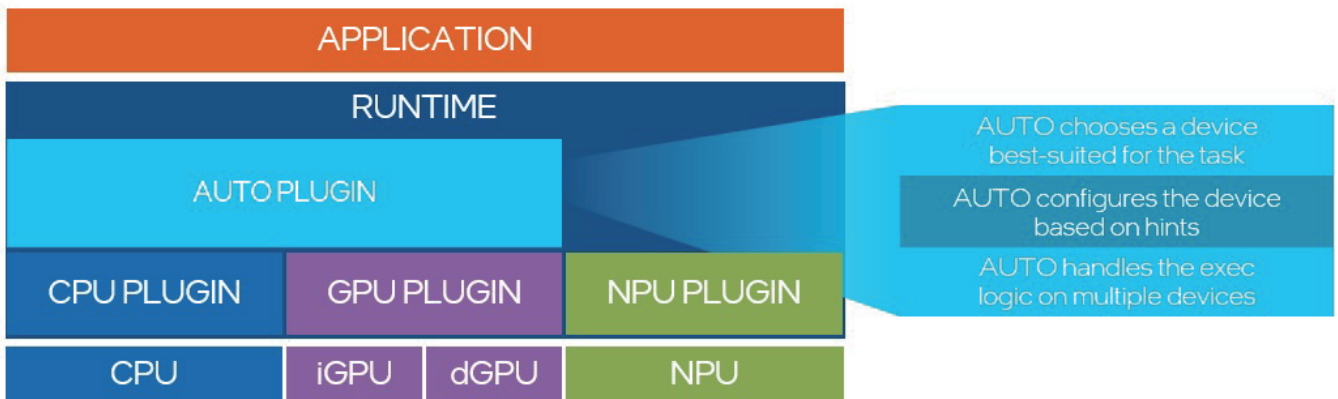 APPLICATION
RUNTIME
AUTO PLUGIN
CPU PLUGIN
GPU PLUGIN
NPU PLUGIN
CPU
iGPU
dGPU
NPU
AUTO chooses a device
best-suited for the task
AUTO configures the device
based on hints
AUTO handles the exec
logic on multiple devices